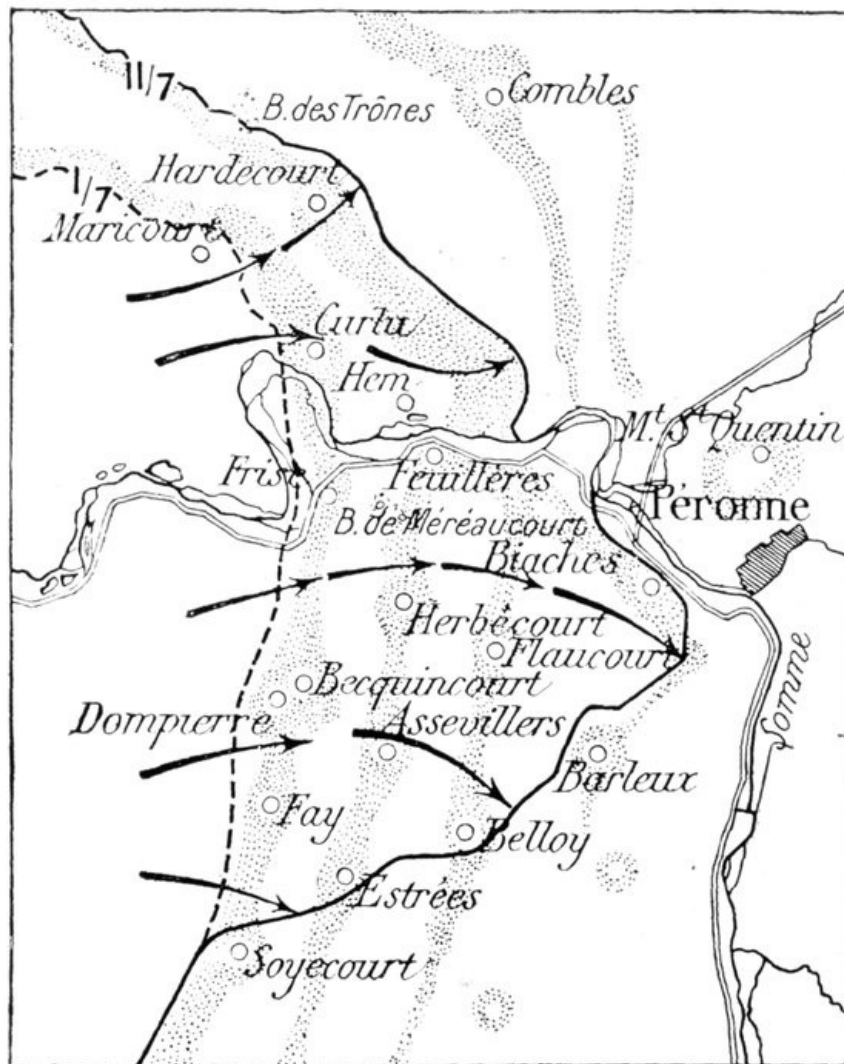 11/7
B. des Trônes
Combles
Hardecourt
1/7
Maricourt
Curlu
Hem
Mt. St. Quentin
Frise
Feuillères
Péronne
B. de Méréaucourt
Biaches
Herbécourt
Flaucourt
Becquincourt
Dompierre
Assevillers
Somme
Barleux
Fay
Belloy
Estrées
Soyecourt